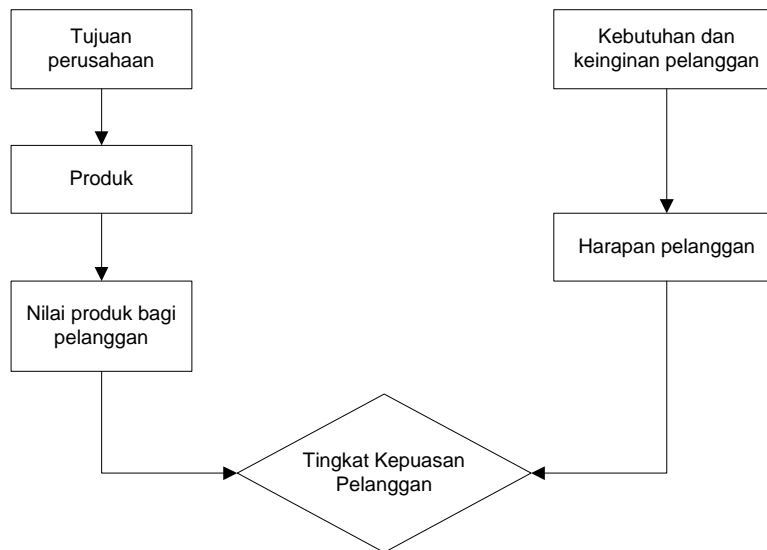 Tujuan
perusahaan
Kebutuhan dan
keinginan pelanggan
Produk
Harapan pelanggan
Nilai produk bagi
pelanggan
Tingkat Kepuasan
Pelanggan